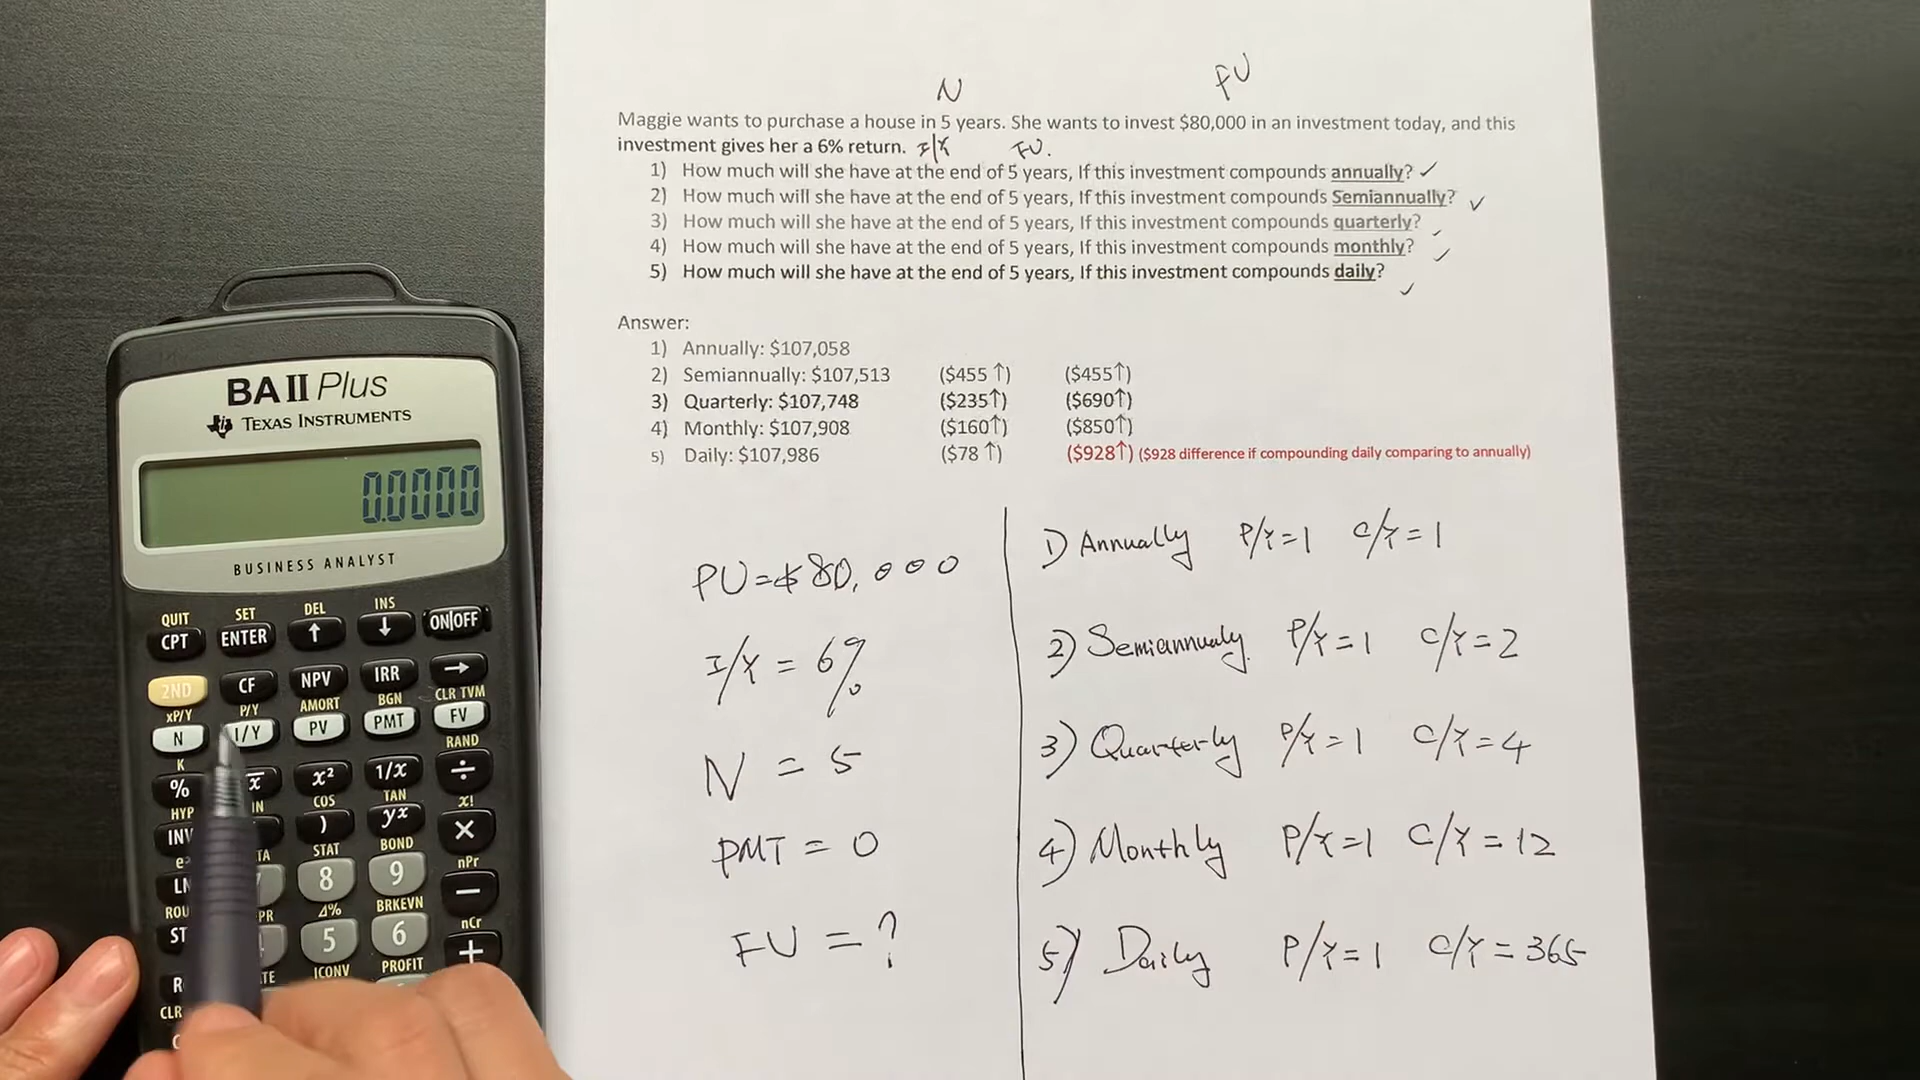 N FV
Maggie wants to purchase a house in 5 years. She wants to invest $80,000 in an investment today, and this
investment gives her a 6% return. I/Y FV.
1) How much will she have at the end of 5 years, If this investment compounds annually? ✓
2) How much will she have at the end of 5 years, If this investment compounds Semiannually? ✓
3) How much will she have at the end of 5 years, If this investment compounds quarterly? ✓
4) How much will she have at the end of 5 years, If this investment compounds monthly? ✓
5) How much will she have at the end of 5 years, If this investment compounds daily? ✓
Answer:
1) Annually: $107,058
2) Semiannually: $107,513 ($455 ↑) ($455↑)
3) Quarterly: $107,748 ($235↑) ($690↑)
4) Monthly: $107,908 ($160↑) ($850↑)
5) Daily: $107,986 ($78 ↑) ($928↑) ($928 difference if compounding daily comparing to annually)
PV=$80,000
I/Y = 6%
N = 5
PMT = 0
FV = ?
1) Annually P/Y=1 C/Y=1
2) Semiannualy. P/Y=1 C/Y=2
3) Quarterly P/Y=1 C/Y=4
4) Monthly P/Y=1 C/Y=12
5) Daily P/Y=1 C/Y=365
BA II Plus
TEXAS INSTRUMENTS
0.0000
BUSINESS ANALYST
QUIT SET DEL INS
CPT ENTER ↑ ↓ ON|OFF
2ND CF NPV IRR →
xP/Y P/Y AMORT BGN CLR TVM
N I/Y PV PMT FV
K RAND
% x² 1/x ÷
HYP COS TAN x!
INV ) yx ×
STAT BOND nPr
LN 8 9 −
Δ% BRKEVN nCr
5 6 +
ICONV PROFIT
CLR